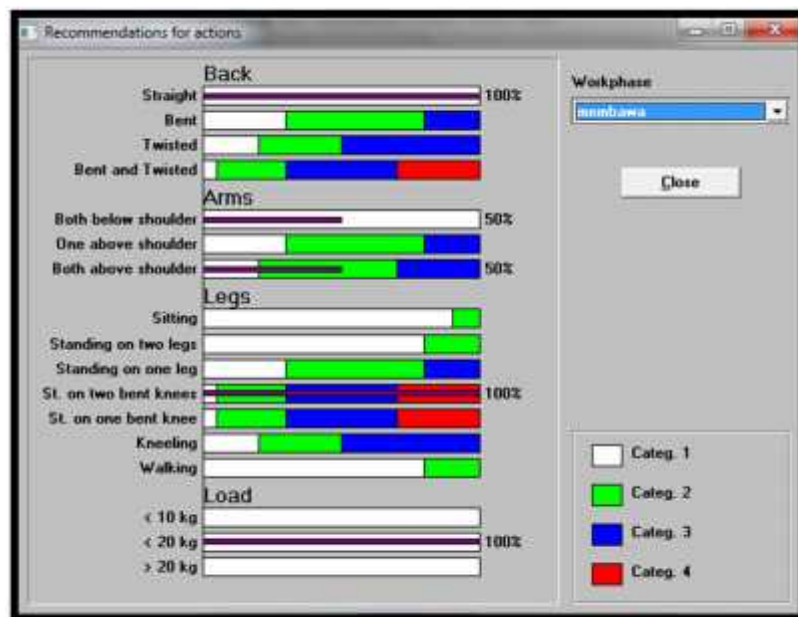 Recommendations for actions
Back
Straight 100%
Bent
Twisted
Bent and Twisted
Arms
Both below shoulder 50%
One above shoulder
Both above shoulder 50%
Legs
Sitting
Standing on two legs
Standing on one leg
St. on two bent knees 100%
St. on one bent knee
Kneeling
Walking
Load
< 10 kg
< 20 kg 100%
> 20 kg
Workphase
membawa
Close
Categ. 1
Categ. 2
Categ. 3
Categ. 4